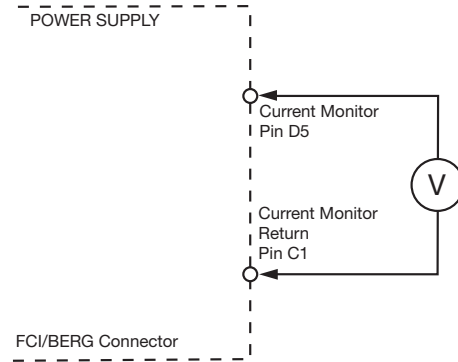 POWER SUPPLY
Current Monitor
Pin D5
V
Current Monitor
Return
Pin C1
FCI/BERG Connector